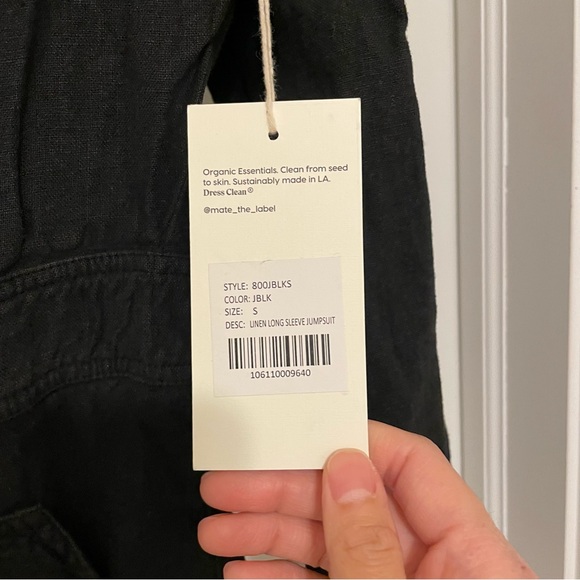 Organic Essentials. Clean from seed
to skin. Sustainably made in LA.
Dress Clean®
@mate_the_label
STYLE: 800JBLKS
COLOR: JBLK
SIZE: S
DESC: LINEN LONG SLEEVE JUMPSUIT
106110009640